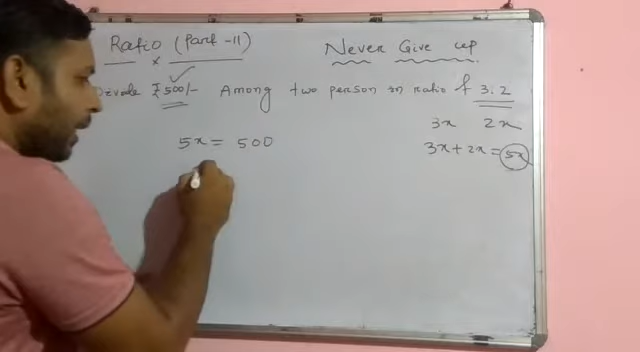 Ratio (Part -11)
Never Give up
Devide ₹500/- Among two person in ratio of 3:2
3x 2x
5x = 500
3x+2x=5x